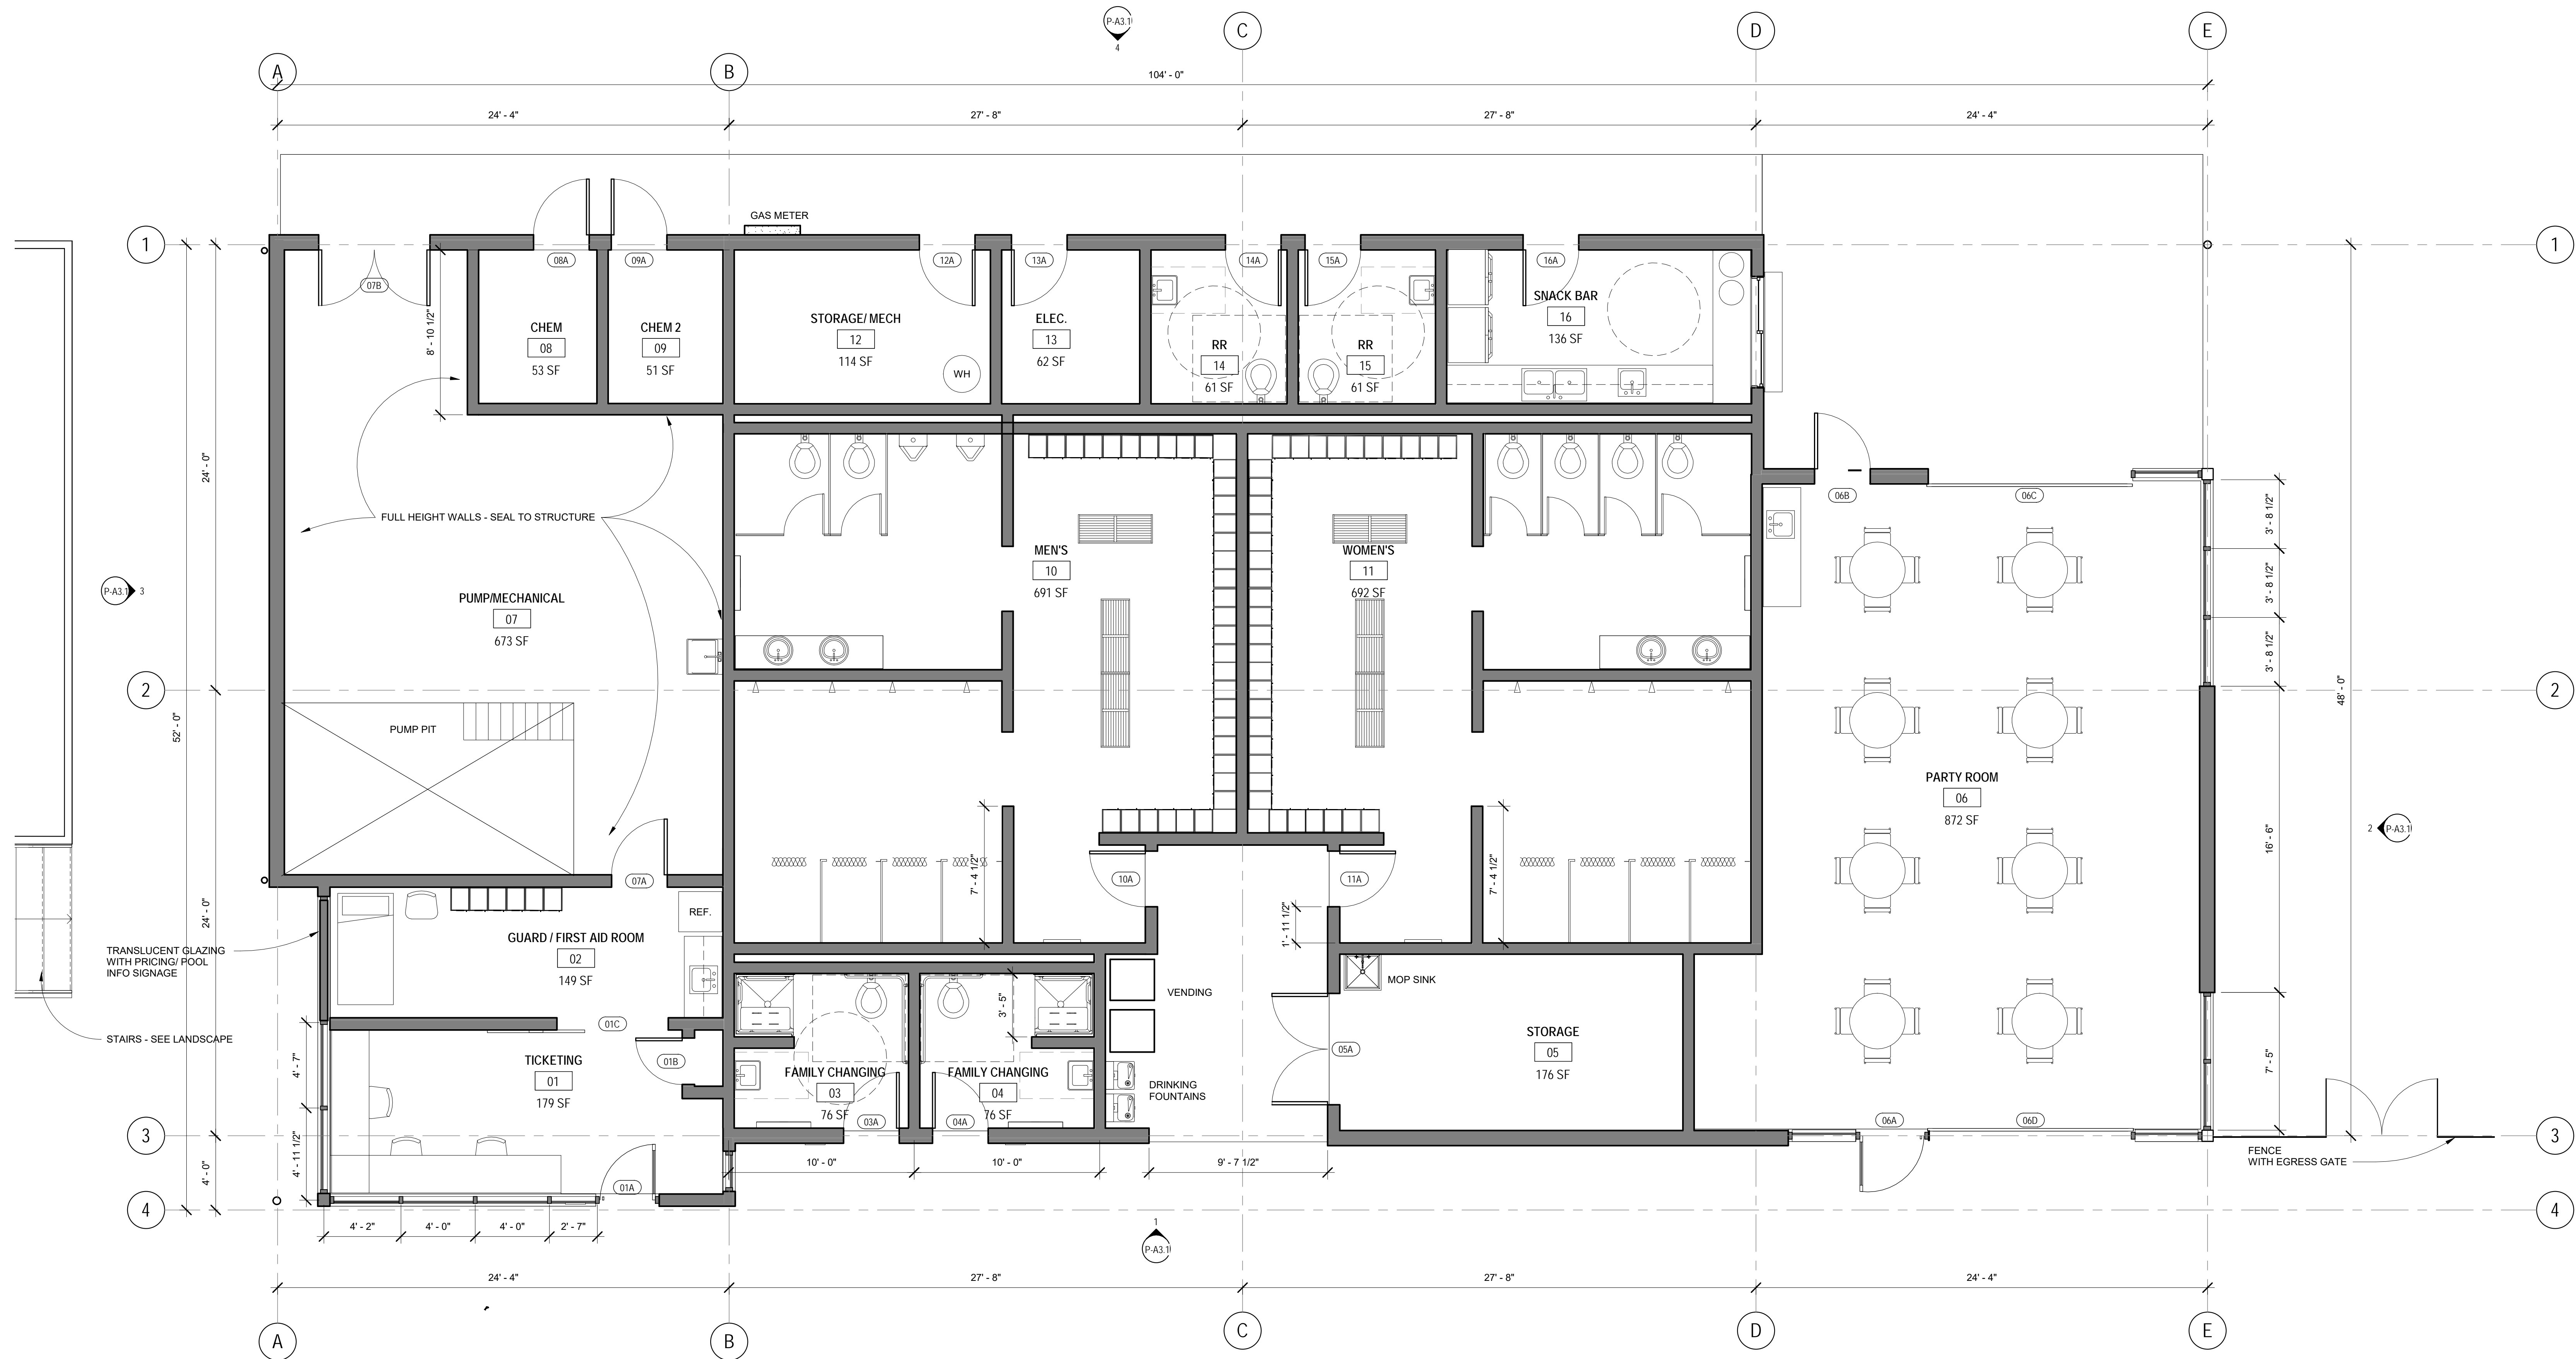 P-A3.1
4
A
B
C
D
E
104' - 0"
24' - 4"
27' - 8"
27' - 8"
24' - 4"
GAS METER
1
1
08A
09A
12A
13A
14A
15A
16A
07B
8' - 10 1/2"
CHEM
08
53 SF
CHEM 2
09
51 SF
STORAGE/ MECH
12
114 SF
WH
ELEC.
13
62 SF
RR
14
61 SF
RR
15
61 SF
SNACK BAR
16
136 SF
24' - 0"
FULL HEIGHT WALLS - SEAL TO STRUCTURE
06B
06C
3' - 8 1/2"
3' - 8 1/2"
3' - 8 1/2"
MEN'S
10
691 SF
WOMEN'S
11
692 SF
P-A3.1
3
PUMP/MECHANICAL
07
673 SF
2
2
52' - 0"
48' - 0"
PUMP PIT
PARTY ROOM
06
872 SF
16' - 6"
2
P-A3.1
7' - 4 1/2"
7' - 4 1/2"
07A
10A
11A
24' - 0"
REF.
1' - 11 1/2"
TRANSLUCENT GLAZING
WITH PRICING/ POOL
INFO SIGNAGE
GUARD / FIRST AID ROOM
02
149 SF
VENDING
MOP SINK
3' - 5"
01C
STAIRS - SEE LANDSCAPE
4' - 7"
TICKETING
01
179 SF
01B
FAMILY CHANGING
03
76 SF
FAMILY CHANGING
04
76 SF
DRINKING
FOUNTAINS
05A
STORAGE
05
176 SF
7' - 5"
03A
04A
06A
06D
3
3
4' - 11 1/2"
4' - 0"
10' - 0"
10' - 0"
9' - 7 1/2"
FENCE
WITH EGRESS GATE
01A
4
4
4' - 2"
4' - 0"
4' - 0"
2' - 7"
1
P-A3.1
24' - 4"
27' - 8"
27' - 8"
24' - 4"
A
B
C
D
E